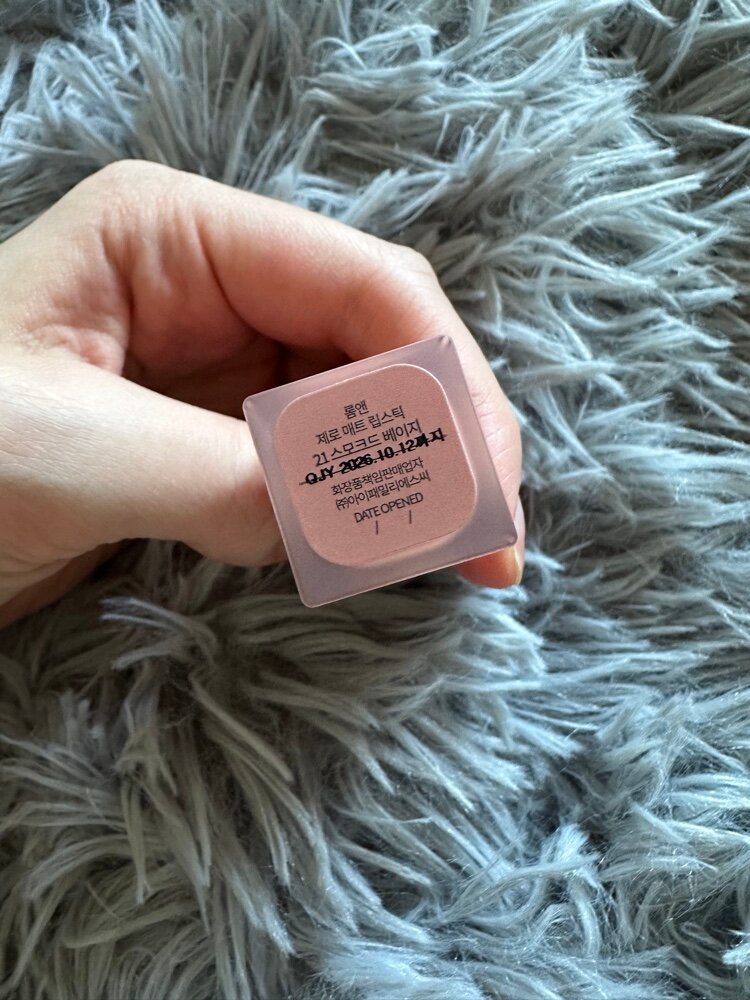 롬앤
제로 매트 립스틱
21 스모크드 베이지
QJY 2026.10.12까지
화장품책임판매업자
㈜아이패밀리에스씨
DATE OPENED
/ /